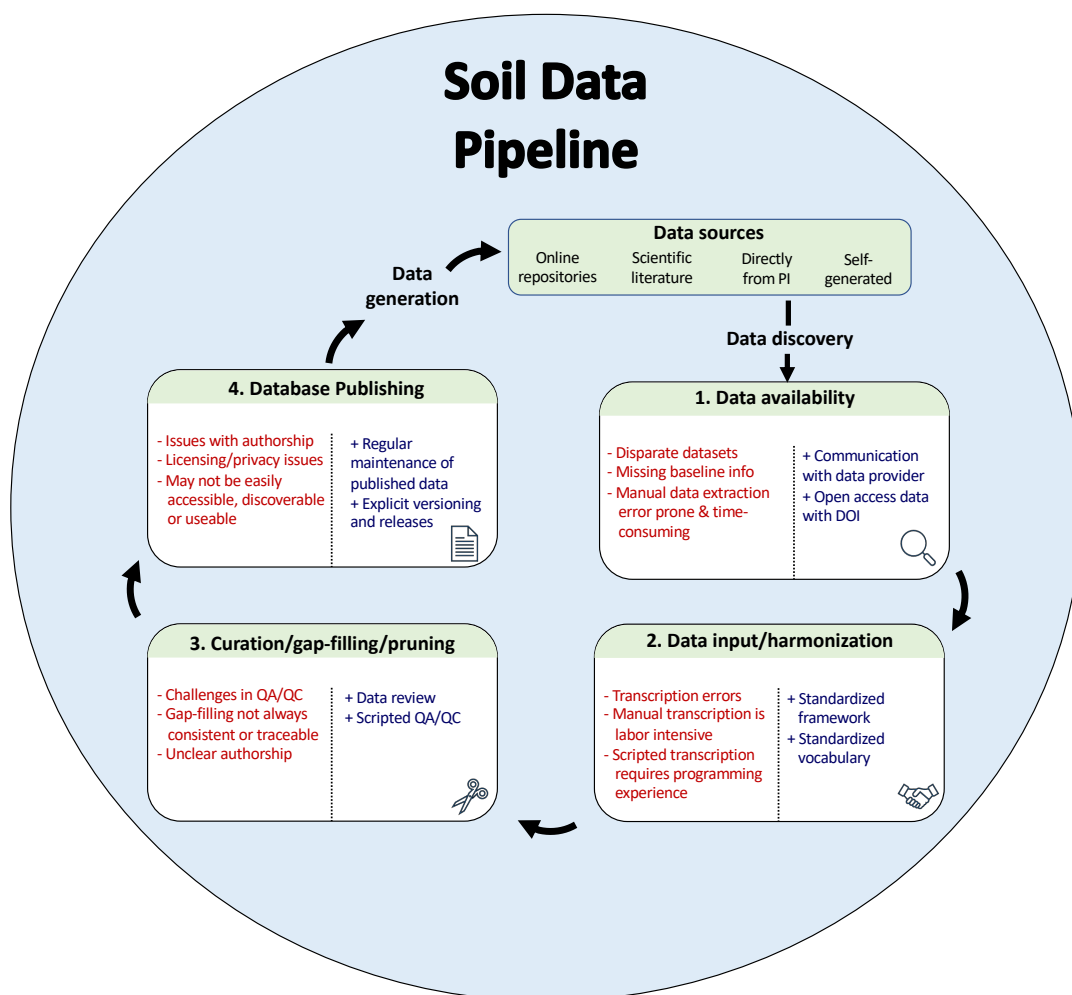 Soil Data
Pipeline
Data sources
Online
repositories
Scientific
literature
Directly
from PI
Self-
generated
Data
generation
Data discovery
1. Data availability
- Disparate datasets
- Missing baseline info
- Manual data extraction
error prone & time-
consuming
+ Communication
with data provider
+ Open access data
with DOI
2. Data input/harmonization
- Transcription errors
- Manual transcription is
labor intensive
- Scripted transcription
requires programming
experience
+ Standardized
framework
+ Standardized
vocabulary
3. Curation/gap-filling/pruning
- Challenges in QA/QC
- Gap-filling not always
consistent or traceable
- Unclear authorship
+ Data review
+ Scripted QA/QC
4. Database Publishing
- Issues with authorship
- Licensing/privacy issues
- May not be easily
accessible, discoverable
or useable
+ Regular
maintenance of
published data
+ Explicit versioning
and releases